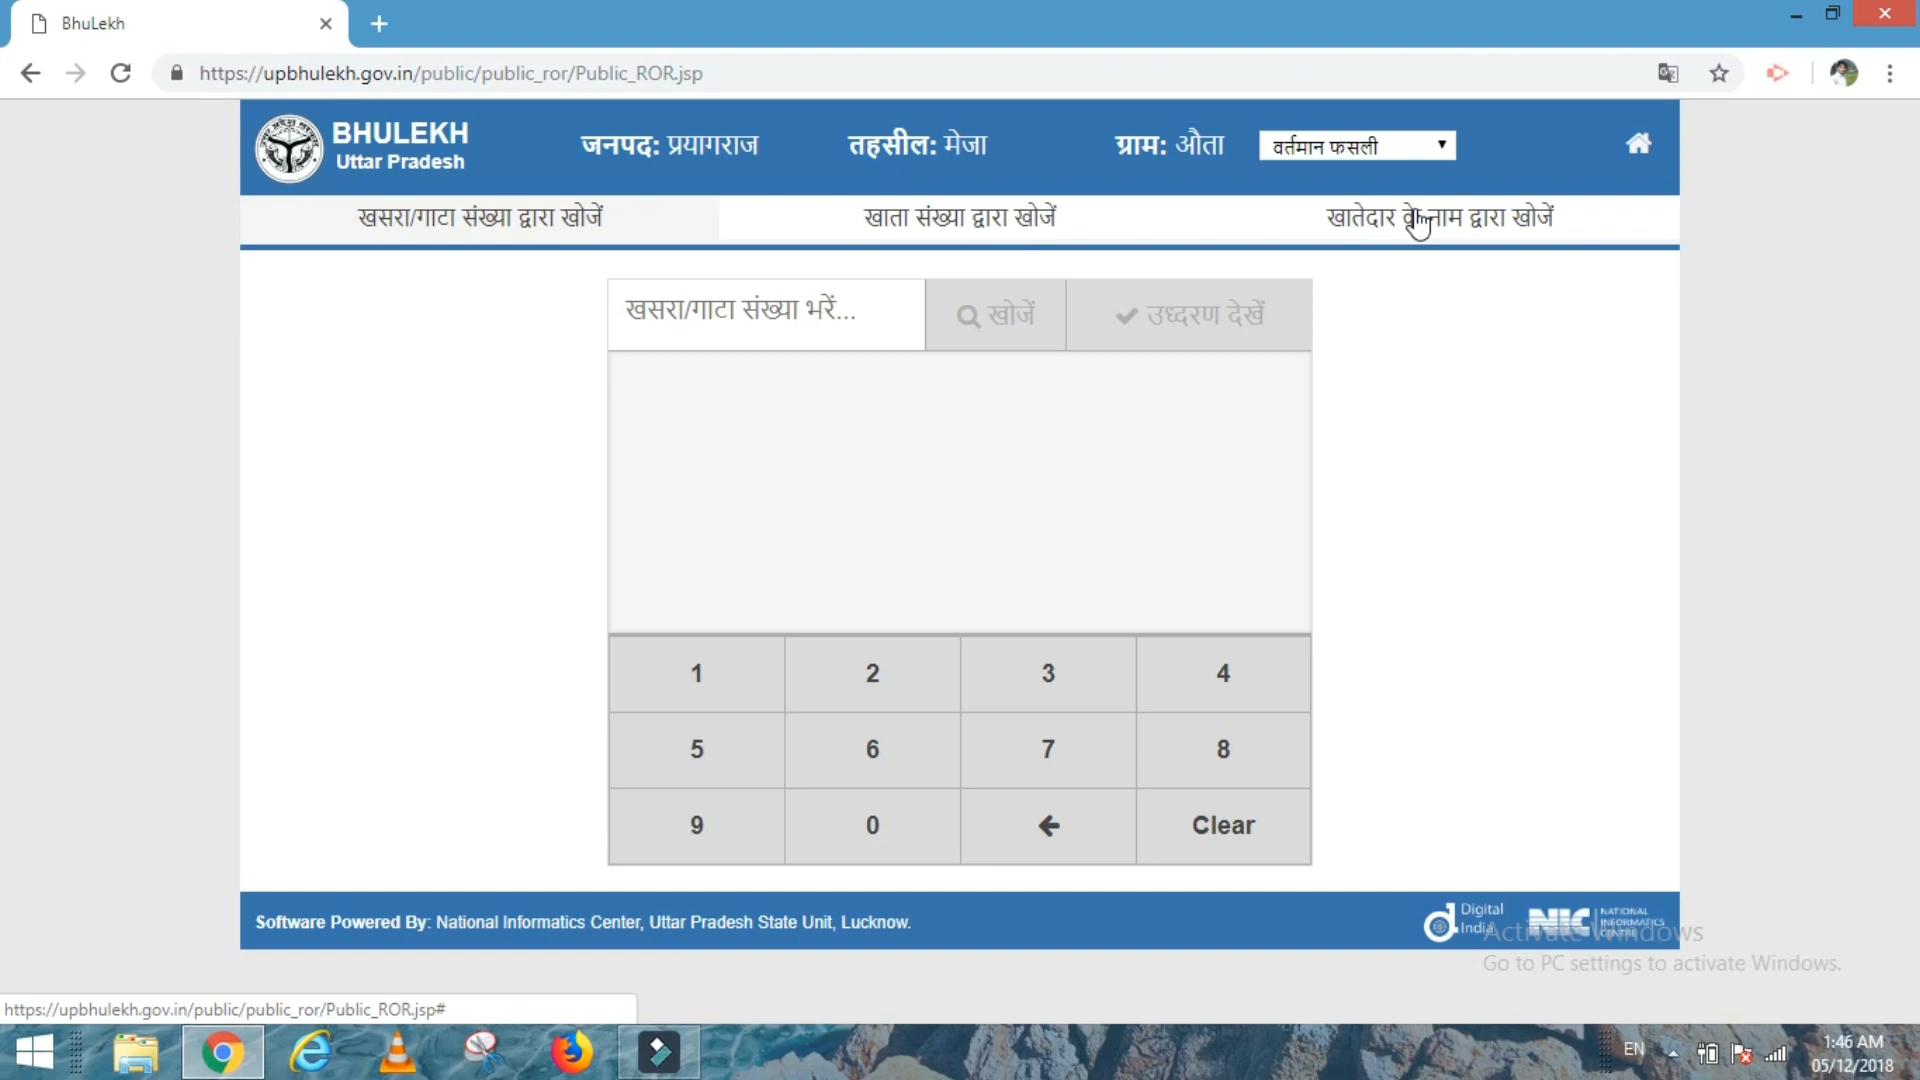 BhuLekh
https://upbhulekh.gov.in/public/public_ror/Public_ROR.jsp
BHULEKH
Uttar Pradesh
जनपद: प्रयागराज
तहसील: मेजा
ग्राम: औता
वर्तमान फसली
खसरा/गाटा संख्या द्वारा खोजें
खाता संख्या द्वारा खोजें
खातेदार के नाम द्वारा खोजें
खसरा/गाटा संख्या भरें...
खोजें
उध्दरण देखें
1 2 3 4
5 6 7 8
9 0 Clear
Software Powered By: National Informatics Center, Uttar Pradesh State Unit, Lucknow.
Digital
India
NIC
NATIONAL
INFORMATICS
CENTRE
Activate Windows
Go to PC settings to activate Windows.
https://upbhulekh.gov.in/public/public_ror/Public_ROR.jsp#
EN
1:46 AM
05/12/2018